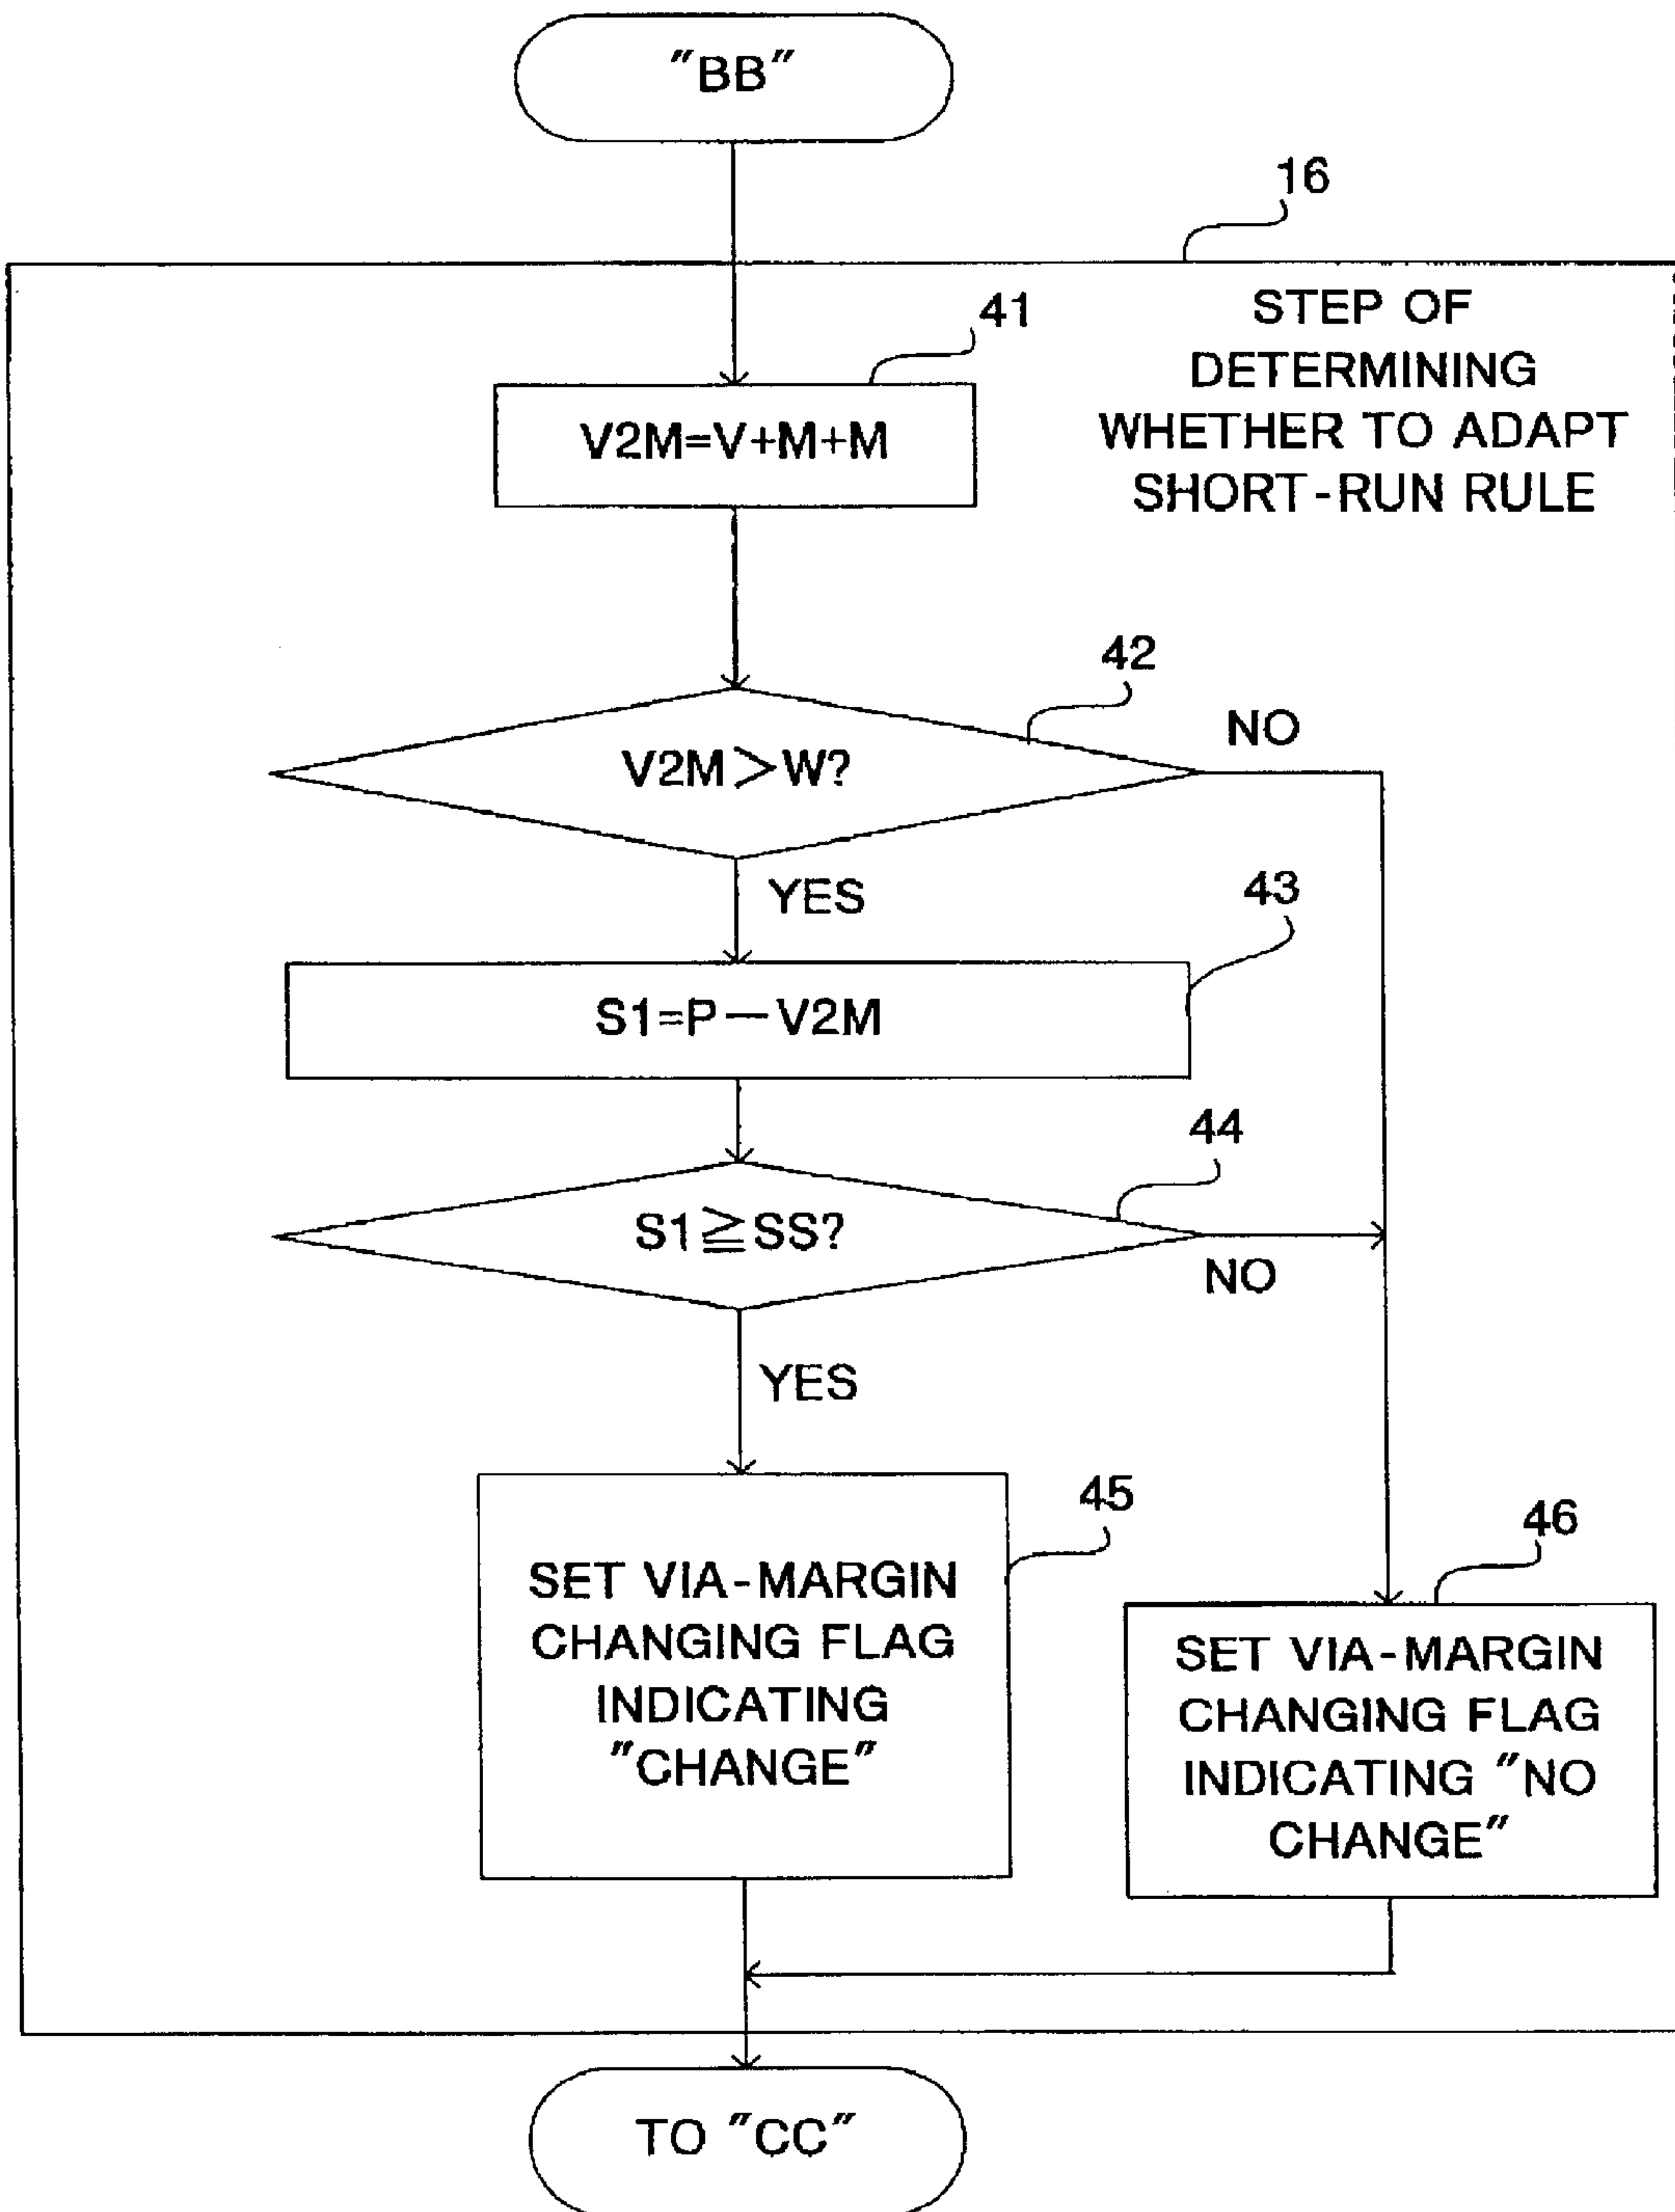 "BB"
16
STEP OF
DETERMINING
WHETHER TO ADAPT
SHORT-RUN RULE
41
V2M=V+M+M
42
V2M>W?
NO
YES
43
S1=P—V2M
44
S1≧SS?
NO
YES
45
SET VIA-MARGIN
CHANGING FLAG
INDICATING
"CHANGE"
46
SET VIA-MARGIN
CHANGING FLAG
INDICATING "NO
CHANGE"
TO "CC"